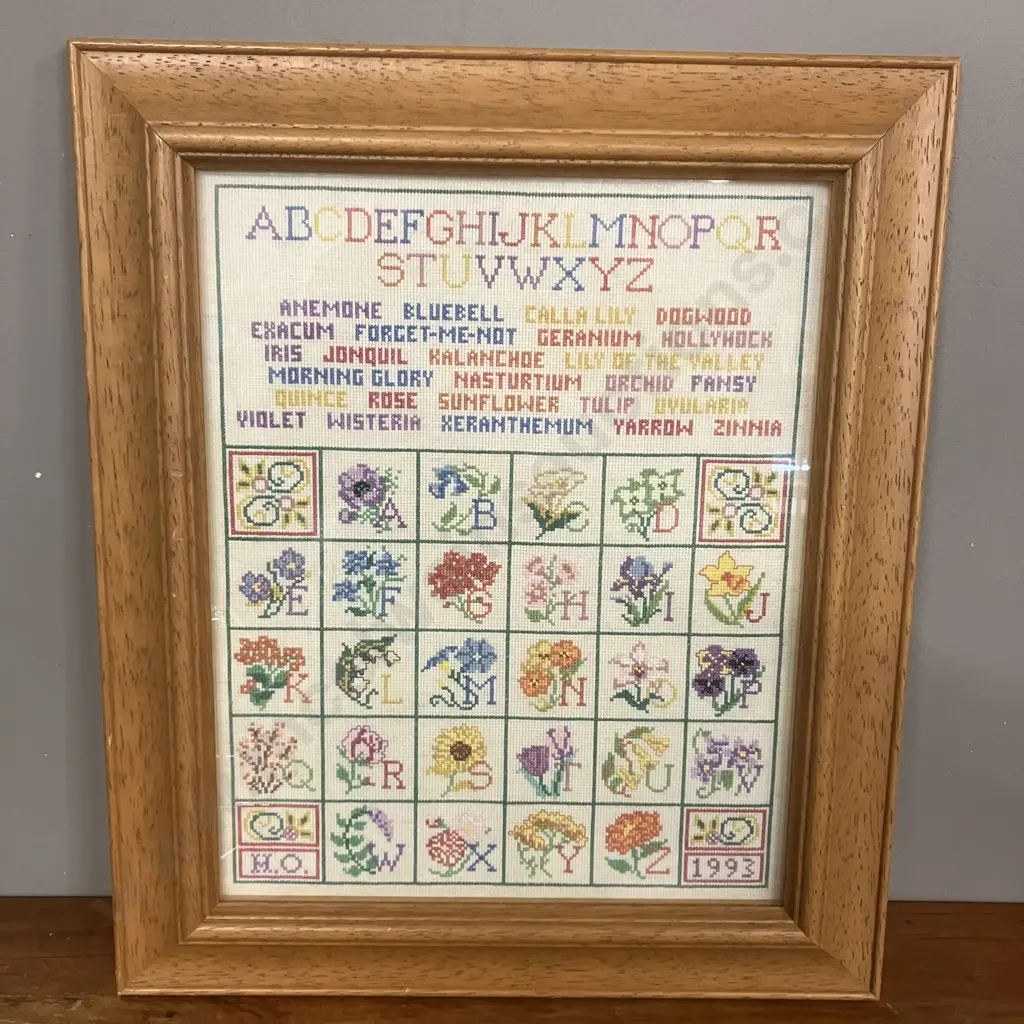 ABCDEFGHIJKLMNOPQR
STUVWXYZ
ANEMONE BLUEBELL CALLA LILY DOGWOOD
EXACUM FORGET-ME-NOT GERANIUM HOLLYHOCK
IRIS JONQUIL KALANCHOE LILY OF THE VALLEY
MORNING GLORY NASTURTIUM ORCHID PANSY
QUINCE ROSE SUNFLOWER TULIP UVULARIA
VIOLET WISTERIA XERANTHEMUM YARROW ZINNIA
A B C D
E F G H I J
K L M N O P
Q R S T U V
W X Y Z
H.O. 1993